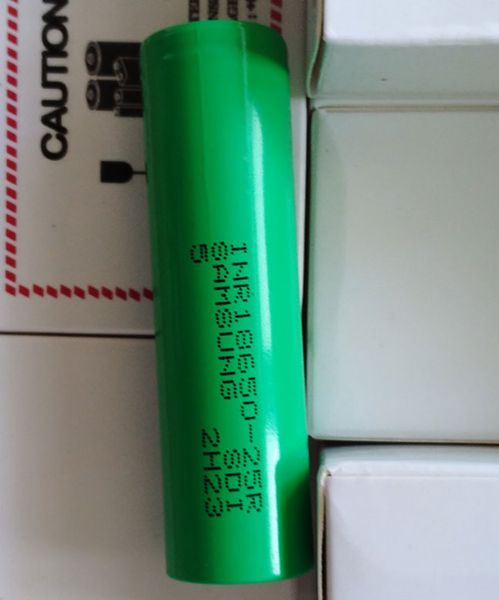 CAUTION
INR18650-25R
SAMSUNG SDI
5 2H23